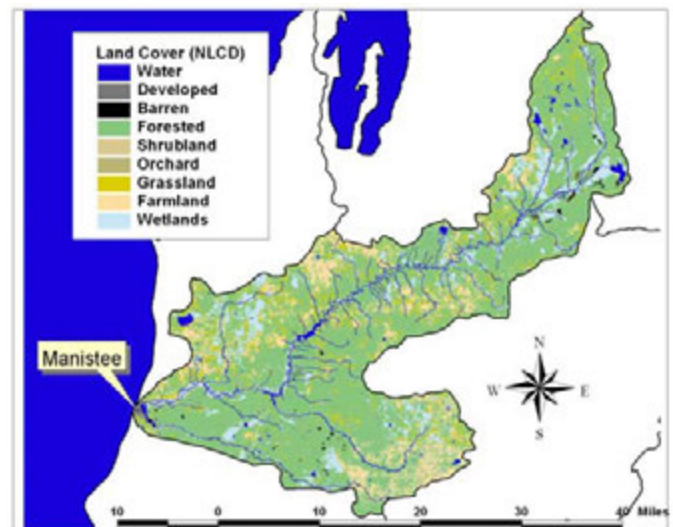 Land Cover (NLCD)
Water
Developed
Barren
Forested
Shrubland
Orchard
Grassland
Farmland
Wetlands
Manistee
N
W E
S
10 0 10 20 30 40 Miles